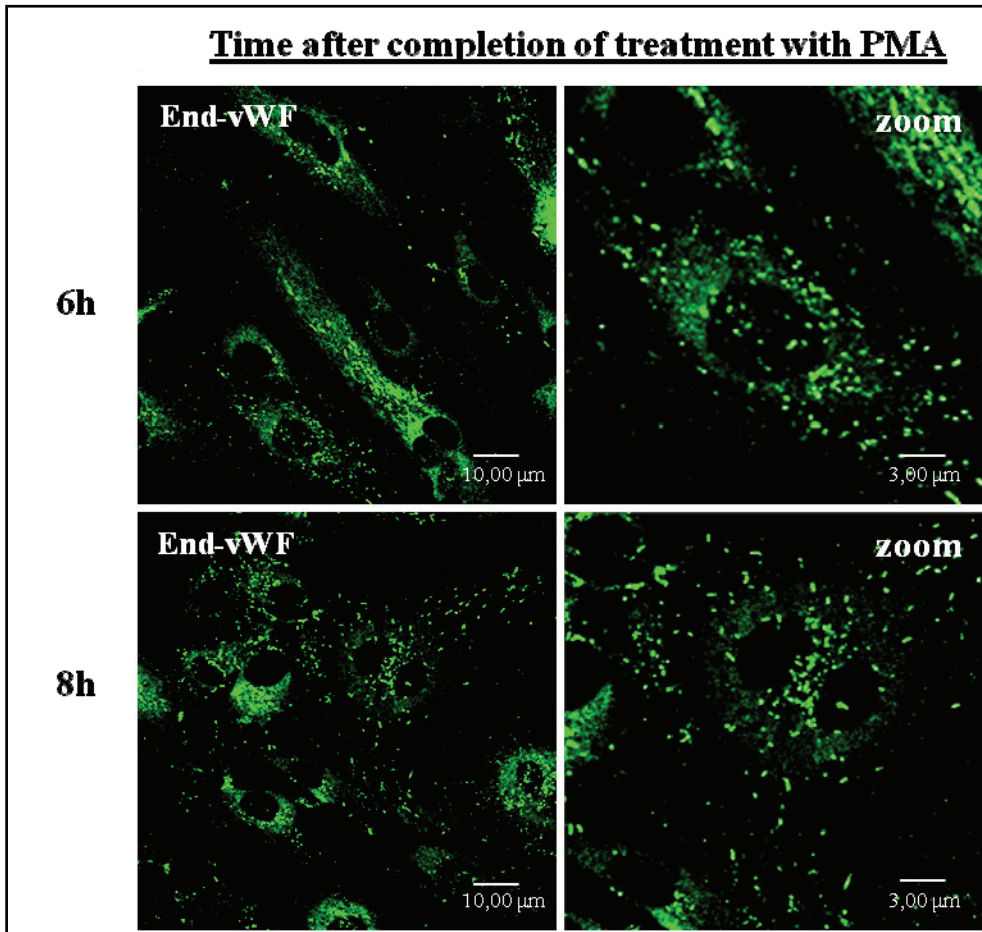 Time after completion of treatment with PMA
End-vWF
zoom
6h
10,00 μm
3,00 μm
End-vWF
zoom
8h
10,00 μm
3,00 μm